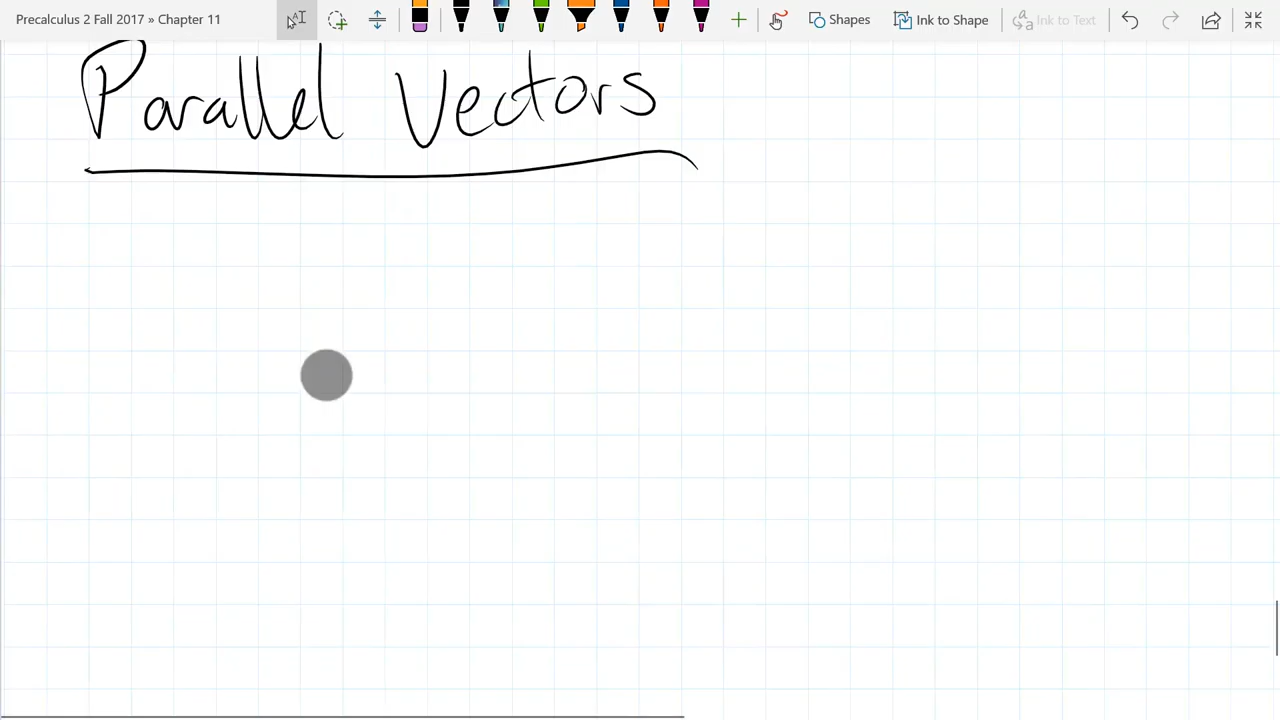 Precalculus 2 Fall 2017 » Chapter 11
Shapes
Ink to Shape
Ink to Text
Parallel Vectors